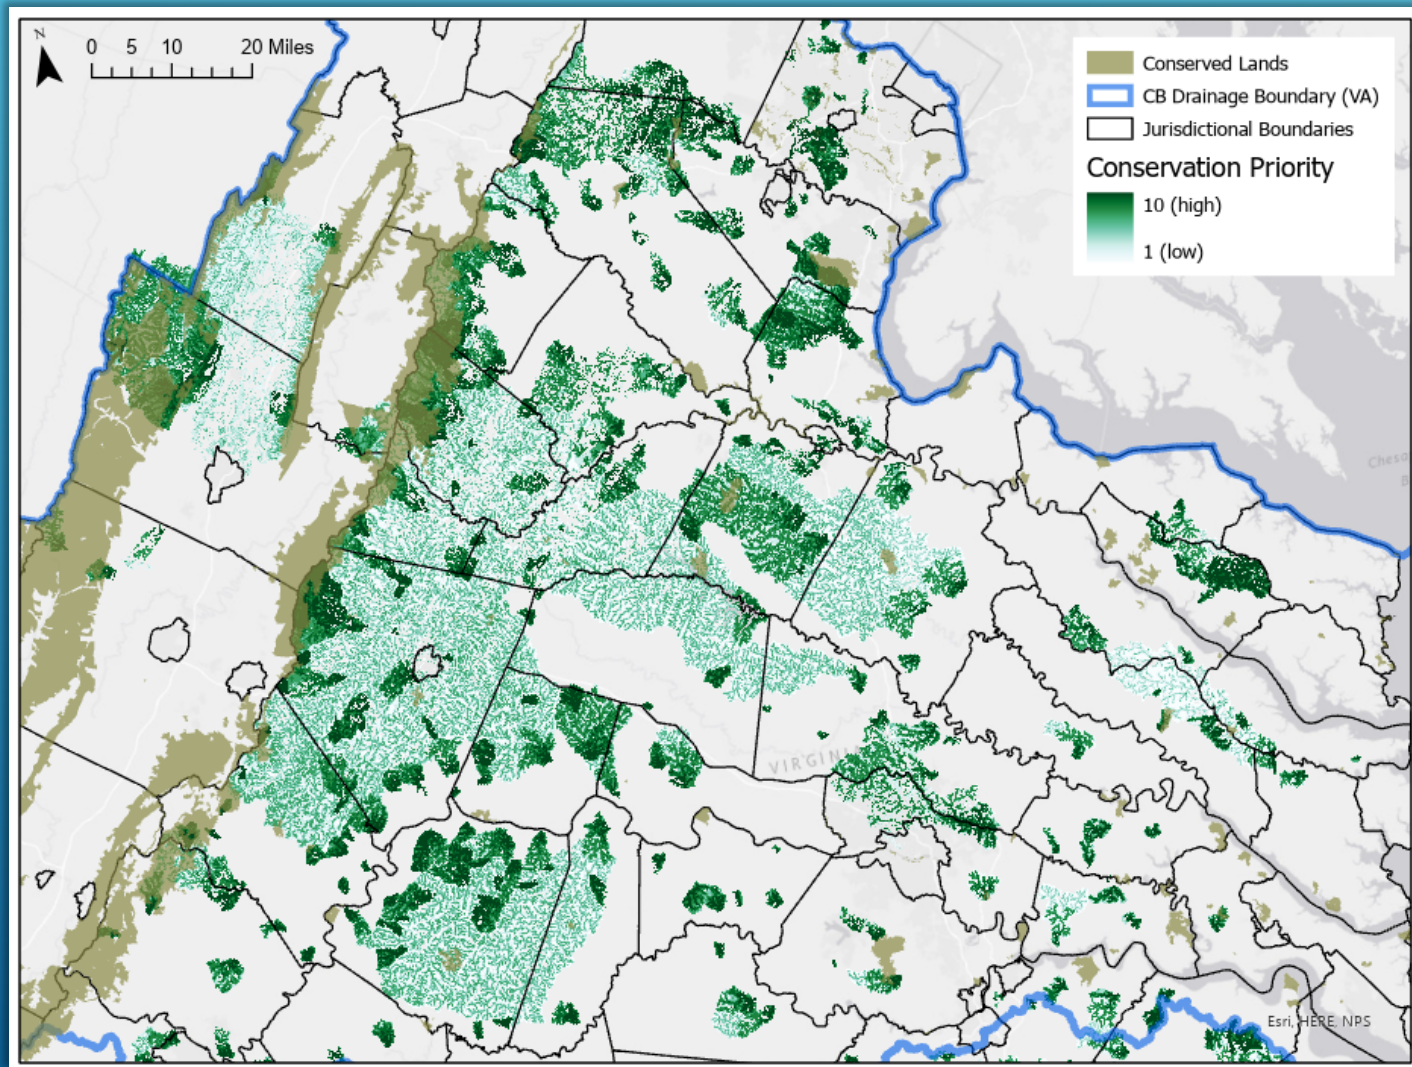 N
0 5 10 20 Miles
Conserved Lands
CB Drainage Boundary (VA)
Jurisdictional Boundaries
Conservation Priority
10 (high)
1 (low)
VIRGINIA
Esri, HERE, NPS